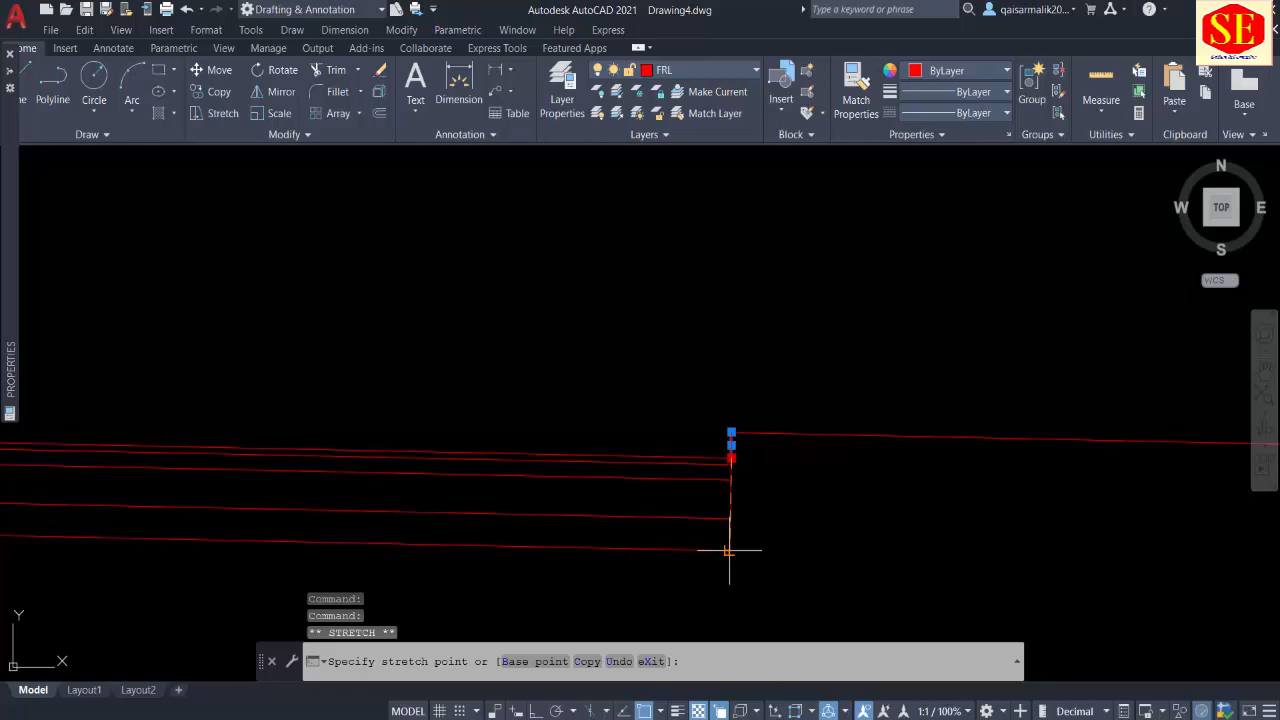 Drafting & Annotation
Autodesk AutoCAD 2021 Drawing4.dwg
Type a keyword or phrase
qaisarmalik20...
SE
File Edit View Insert Format Tools Draw Dimension Modify Parametric Window Help Express
ome Insert Annotate Parametric View Manage Output Add-ins Collaborate Express Tools Featured Apps
Move Rotate Trim FRL ByLayer
Polyline Circle Arc Copy Mirror Fillet Text Dimension Layer Properties Make Current Insert Match Properties ByLayer Group Measure Paste Base
Stretch Scale Array Table Match Layer ByLayer
Draw Modify Annotation Layers Block Properties Groups Utilities Clipboard View
N
W TOP E
S
WCS
PROPERTIES
Command:
Command:
** STRETCH **
Specify stretch point or [Base point Copy Undo eXit]:
Y
X
Model Layout1 Layout2 +
MODEL 1:1 / 100% Decimal